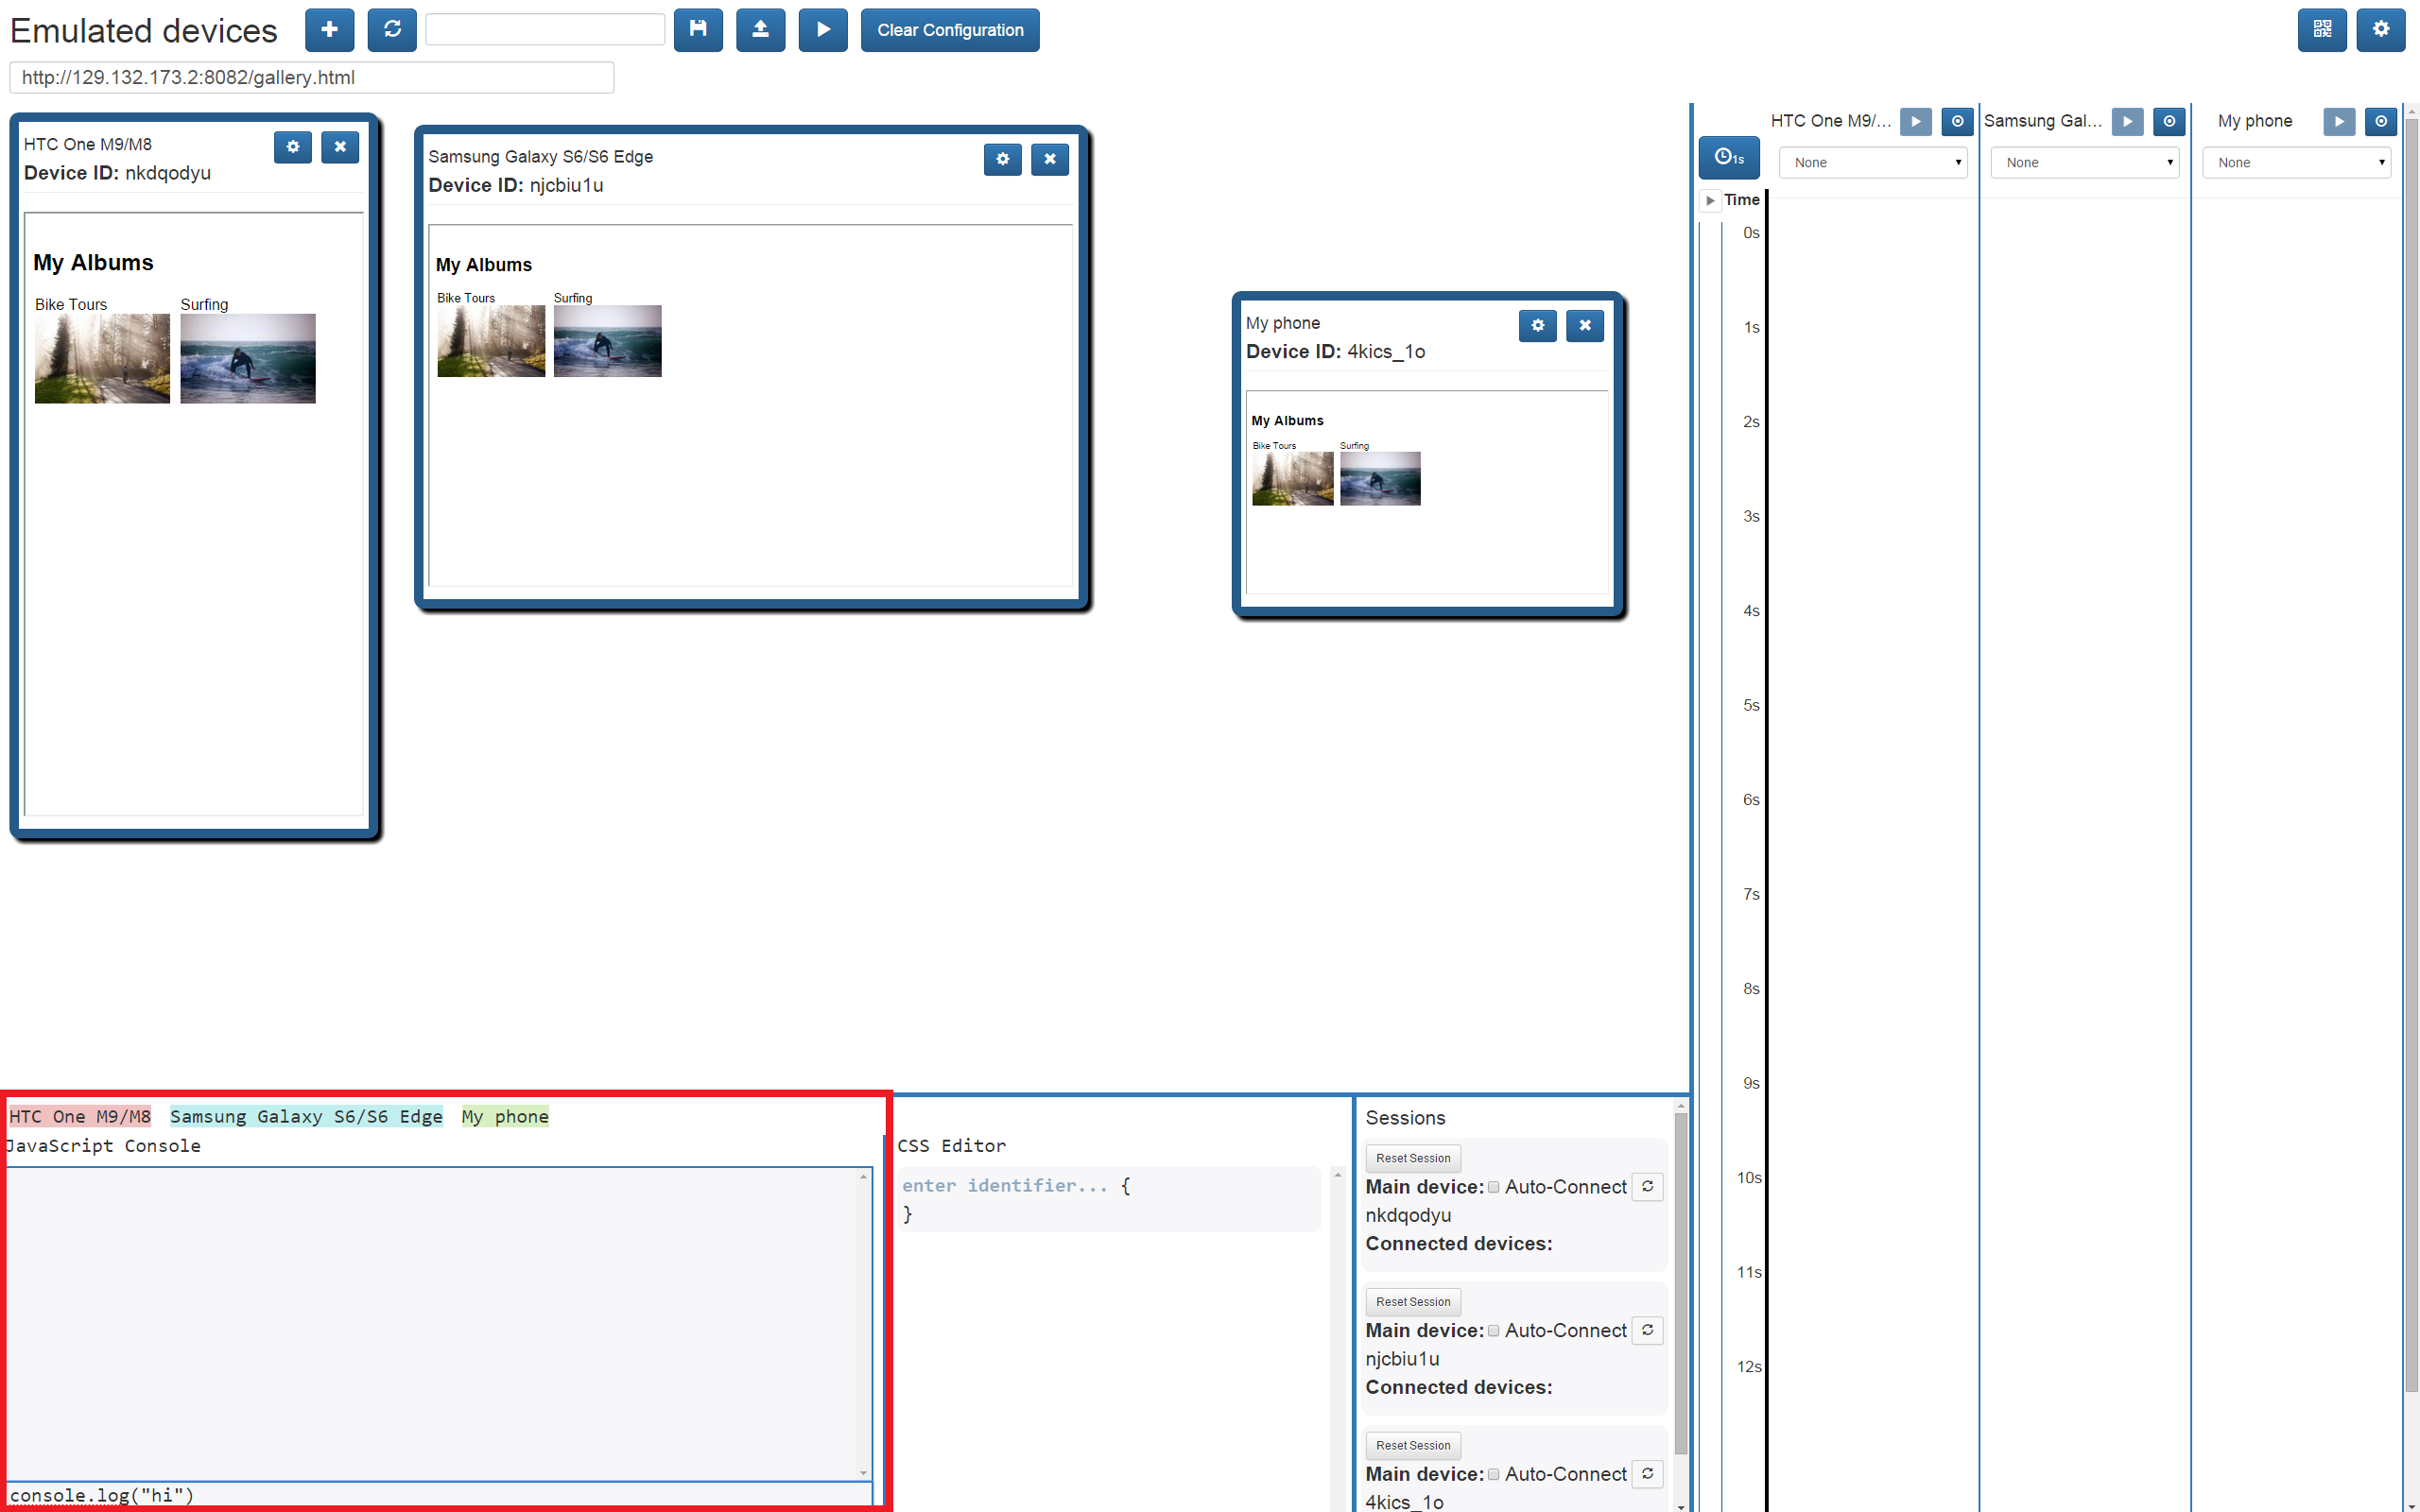 Emulated devices
Clear Configuration
http://129.132.173.2:8082/gallery.html
HTC One M9/M8
Device ID: nkdqodyu
My Albums
Bike Tours Surfing
Samsung Galaxy S6/S6 Edge
Device ID: njcbiu1u
My Albums
Bike Tours Surfing
My phone
Device ID: 4kics_1o
My Albums
Bike Tours Surfing
HTC One M9/... Samsung Gal... My phone
1s
None None None
Time
0s
1s
2s
3s
4s
5s
6s
7s
8s
9s
10s
11s
12s
HTC One M9/M8 Samsung Galaxy S6/S6 Edge My phone
JavaScript Console
console.log("hi")
CSS Editor
enter identifier... {
}
Sessions
Reset Session
Main device: Auto-Connect
nkdqodyu
Connected devices:
Reset Session
Main device: Auto-Connect
njcbiu1u
Connected devices:
Reset Session
Main device: Auto-Connect
4kics_1o